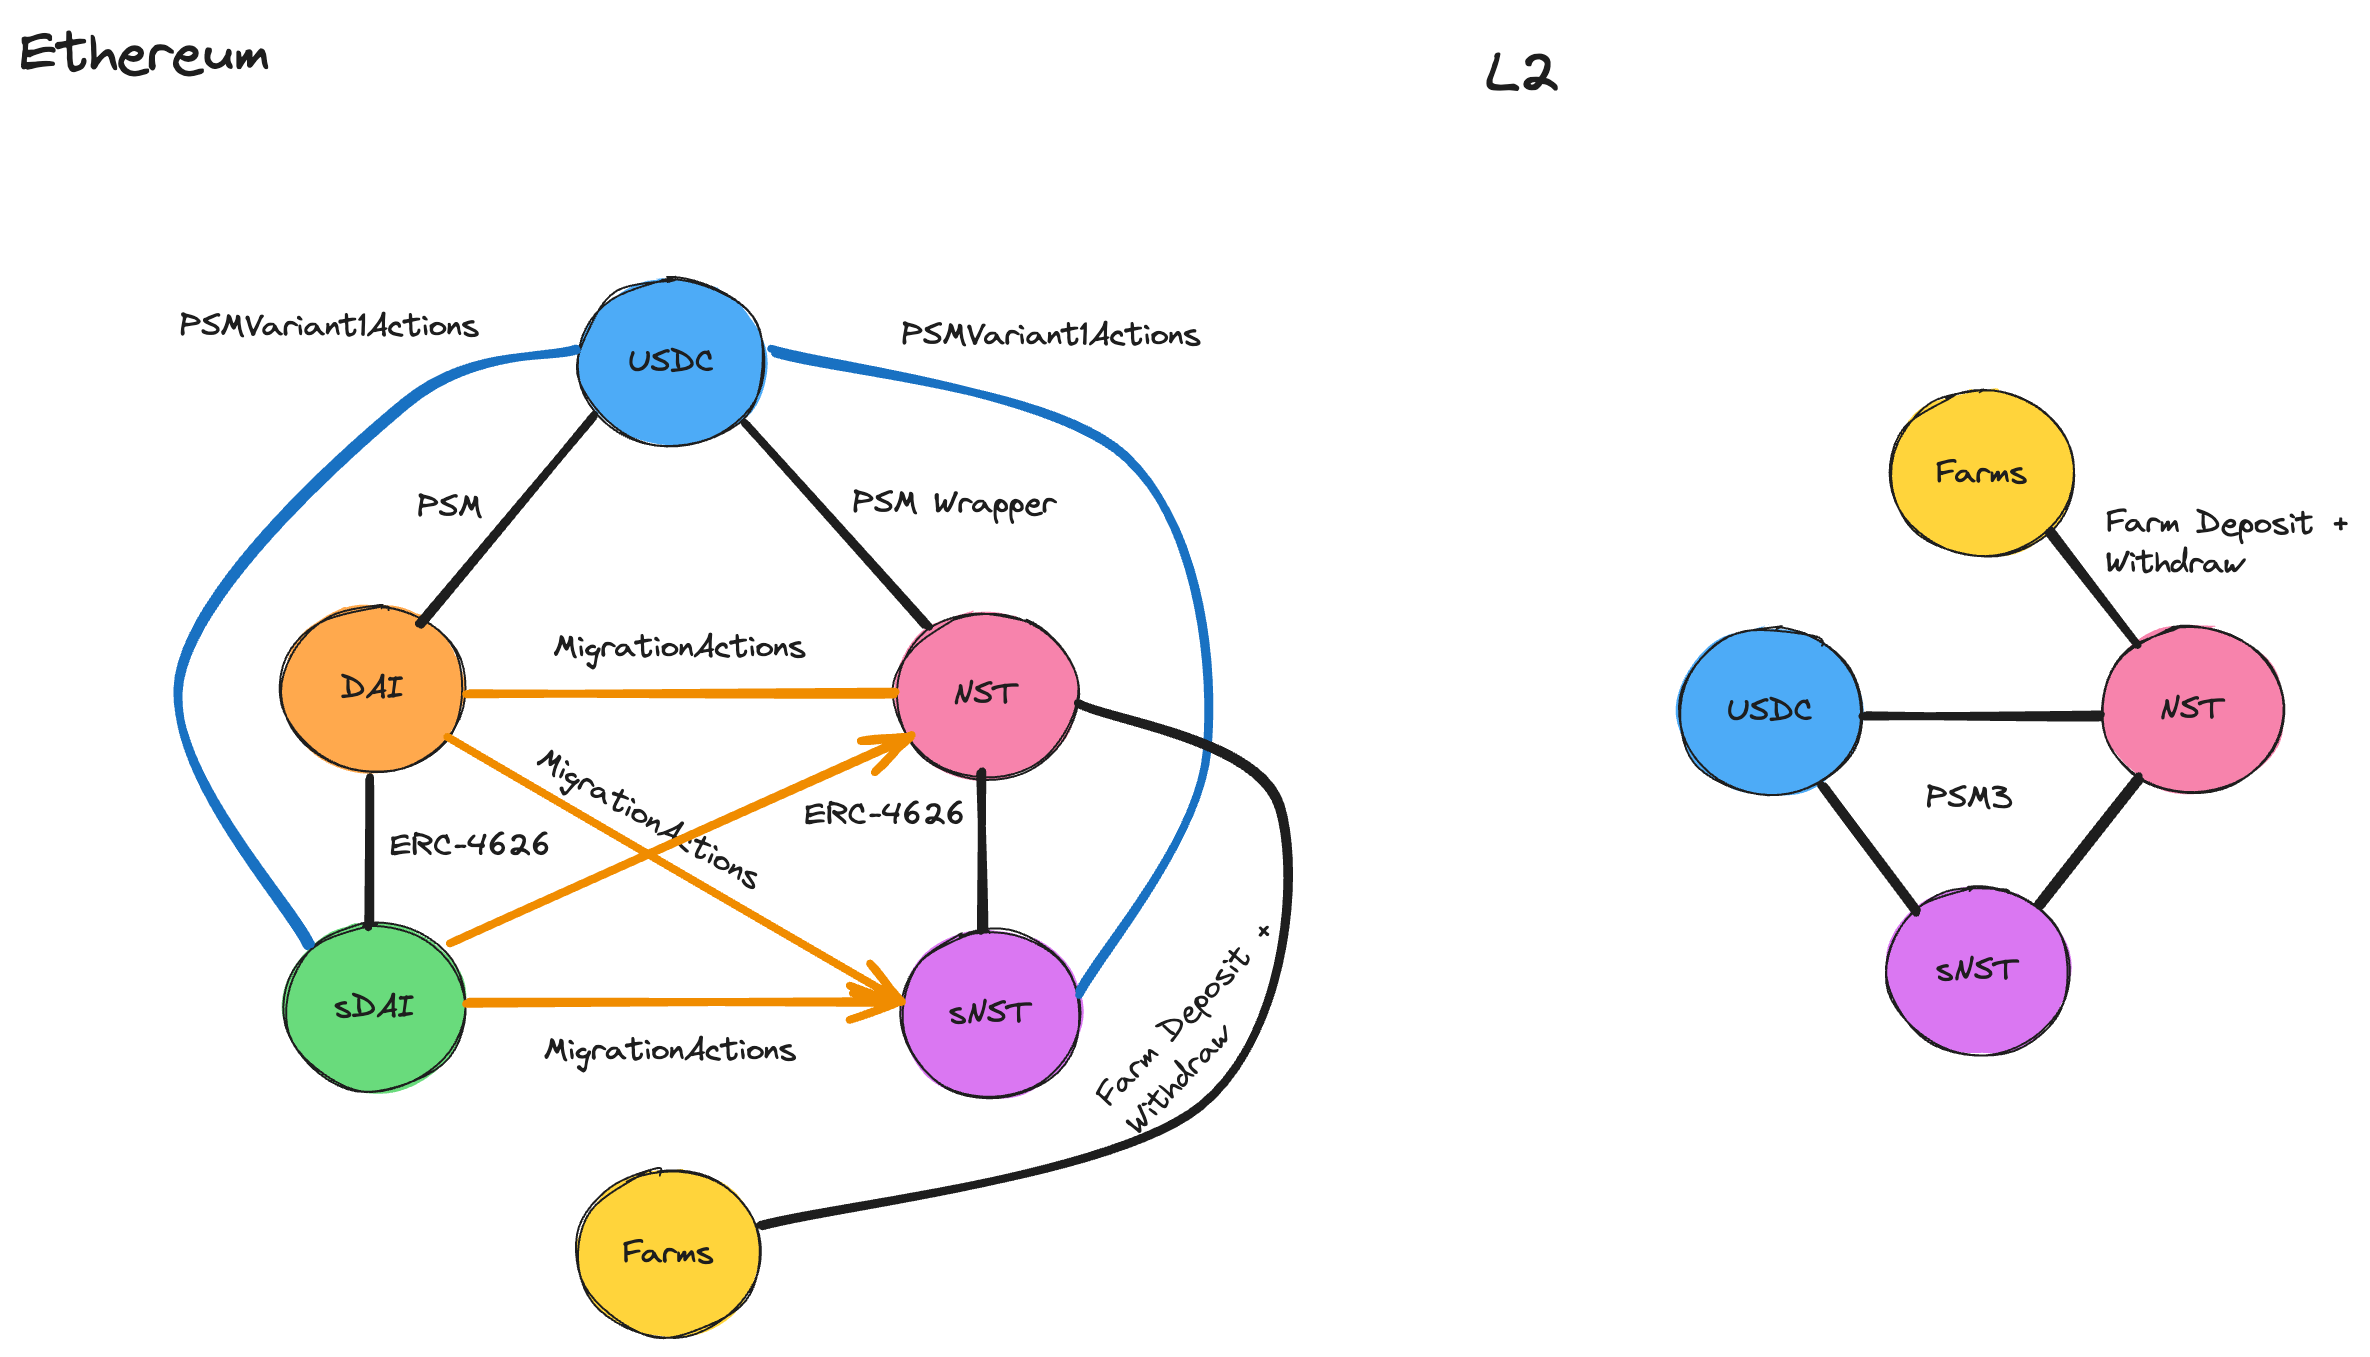 Ethereum
L2
PSMVariant1Actions
PSMVariant1Actions
USDC
PSM
PSM Wrapper
DAI
MigrationActions
NST
MigrationActions
ERC-4626
ERC-4626
sDAI
sNST
MigrationActions
Farm Deposit +
Withdraw
Farms
Farms
Farm Deposit +
Withdraw
USDC
NST
PSM3
sNST